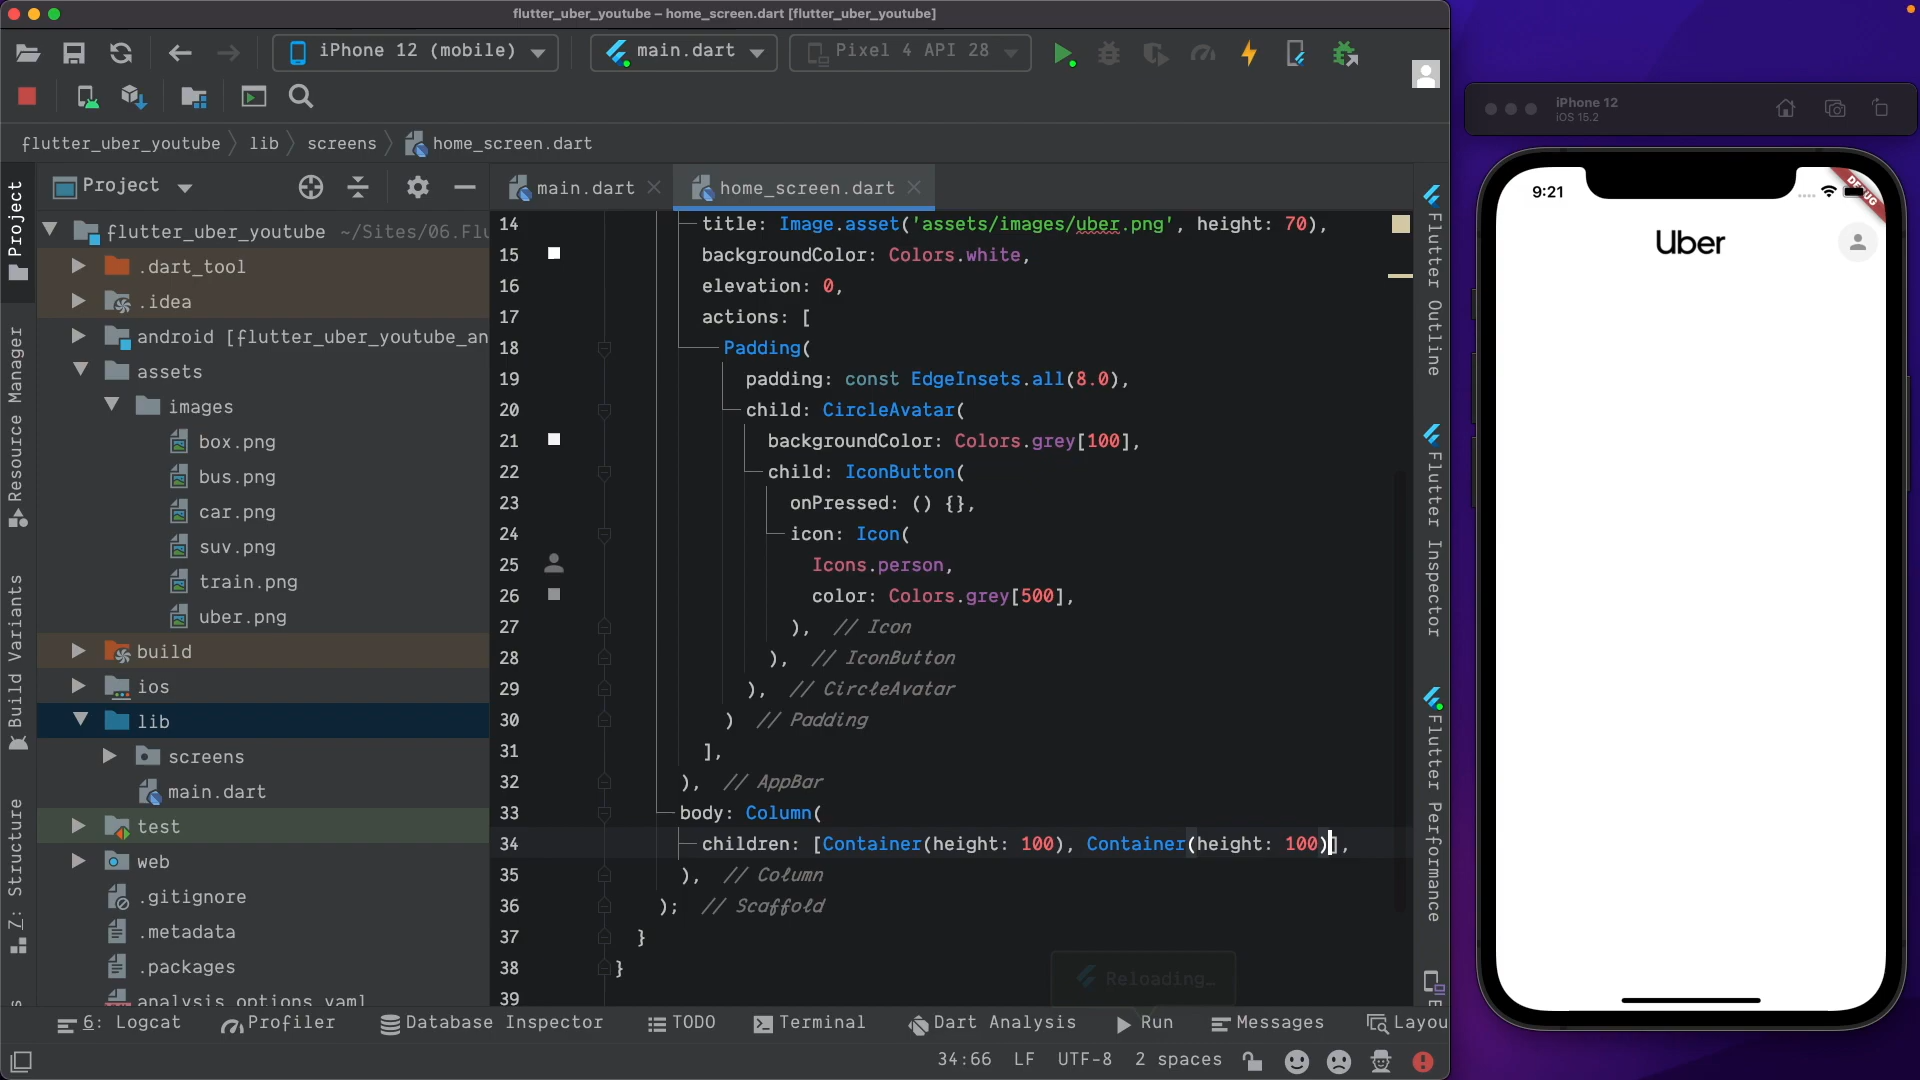 flutter_uber_youtube – home_screen.dart [flutter_uber_youtube]
iPhone 12 (mobile)
main.dart
Pixel 4 API 28
flutter_uber_youtube
lib
screens
home_screen.dart
Project
Resource Manager
Build Variants
Z: Structure
Project
flutter_uber_youtube ~/Sites/06.Flu
.dart_tool
.idea
android [flutter_uber_youtube_an
assets
images
box.png
bus.png
car.png
suv.png
train.png
uber.png
build
ios
lib
screens
main.dart
test
web
.gitignore
.metadata
.packages
analysis_options.yaml
main.dart
home_screen.dart
14 title: Image.asset('assets/images/uber.png', height: 70),
15 backgroundColor: Colors.white,
16 elevation: 0,
17 actions: [
18 Padding(
19 padding: const EdgeInsets.all(8.0),
20 child: CircleAvatar(
21 backgroundColor: Colors.grey[100],
22 child: IconButton(
23 onPressed: () {},
24 icon: Icon(
25 Icons.person,
26 color: Colors.grey[500],
27 ), // Icon
28 ), // IconButton
29 ), // CircleAvatar
30 ) // Padding
31 ],
32 ), // AppBar
33 body: Column(
34 children: [Container(height: 100), Container(height: 100)],
35 ), // Column
36 ); // Scaffold
37 }
38 }
39
Reloading…
Flutter Outline
Flutter Inspector
Flutter Performance
6: Logcat
Profiler
Database Inspector
TODO
Terminal
Dart Analysis
Run
Messages
Layou
34:66 LF UTF-8 2 spaces
iPhone 12
iOS 15.2
9:21
DEBUG
Uber